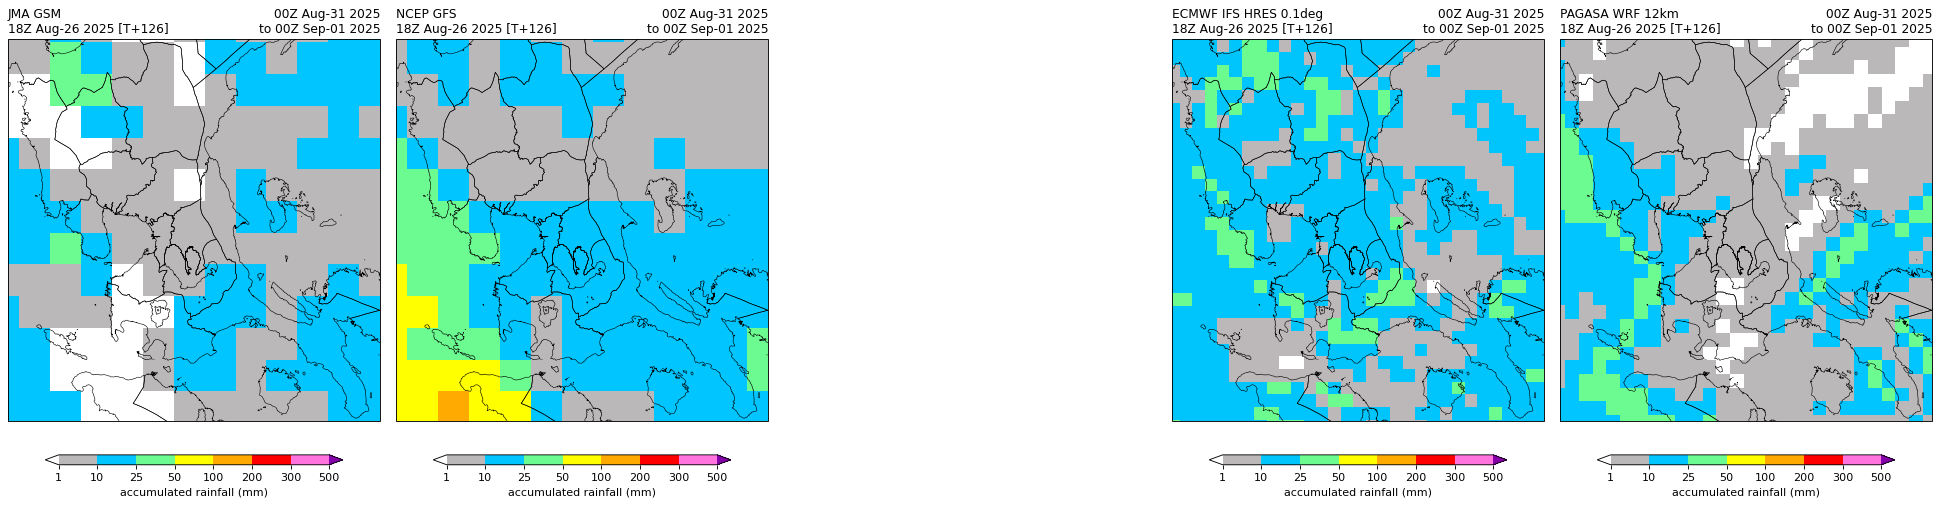 JMA GSM 00Z Aug-31 2025
18Z Aug-26 2025 [T+126] to 00Z Sep-01 2025
1 10 25 50 100 200 300 500
accumulated rainfall (mm)
NCEP GFS 00Z Aug-31 2025
18Z Aug-26 2025 [T+126] to 00Z Sep-01 2025
1 10 25 50 100 200 300 500
accumulated rainfall (mm)
ECMWF IFS HRES 0.1deg 00Z Aug-31 2025
18Z Aug-26 2025 [T+126] to 00Z Sep-01 2025
1 10 25 50 100 200 300 500
accumulated rainfall (mm)
PAGASA WRF 12km 00Z Aug-31 2025
18Z Aug-26 2025 [T+126] to 00Z Sep-01 2025
1 10 25 50 100 200 300 500
accumulated rainfall (mm)